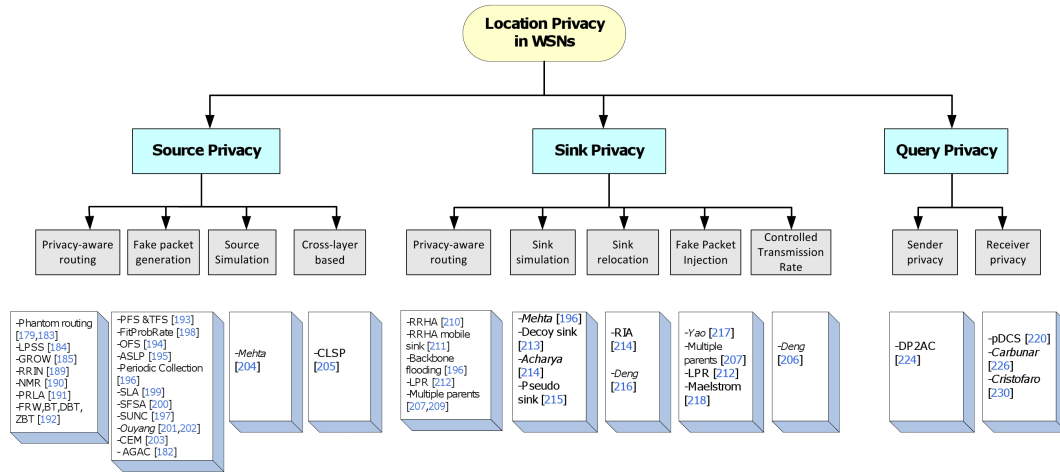 Location Privacy
in WSNs
Source Privacy
Sink Privacy
Query Privacy
Privacy-aware
routing
Fake packet
generation
Source
Simulation
Cross-layer
based
Privacy-aware
routing
Sink
simulation
Sink
relocation
Fake Packet
Injection
Controlled
Transmission
Rate
Sender
privacy
Receiver
privacy
-Phantom routing
[179,183]
-LPSS [184]
-GROW [185]
-RRIN [189]
-NMR [190]
-PRLA [191]
-FRW,BT,DBT,
ZBT [192]
-PFS &TFS [193]
-FitProbRate [198]
-OFS [194]
-ASLP [195]
-Periodic Collection
[196]
-SLA [199]
-SFSA [200]
-SUNC [197]
-Ouyang [201,202]
-CEM [203]
- AGAC [182]
-Mehta
[204]
-CLSP
[205]
-RRHA [210]
-RRHA mobile
sink [211]
-Backbone
flooding [196]
-LPR [212]
-Multiple parents
[207,209]
-Mehta [196]
-Decoy sink
[213]
-Acharya
[214]
-Pseudo
sink [215]
-RIA
[214]
-Deng
[216]
-Yao [217]
-Multiple
parents [207]
-LPR [212]
-Maelstrom
[218]
-Deng
[206]
-DP2AC
[224]
-pDCS [220]
-Carbunar
[226]
-Cristofaro
[230]